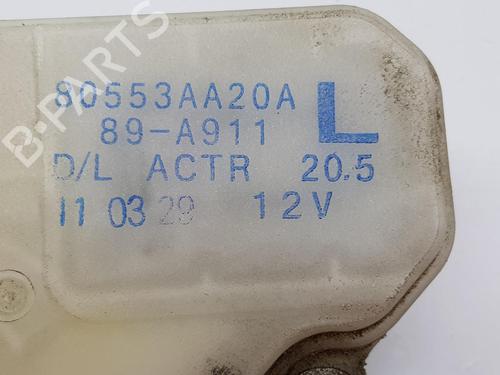 80553AA20A
89-A911
L
D/L ACTR 20.5
11 03 29 12V
B-PARTS